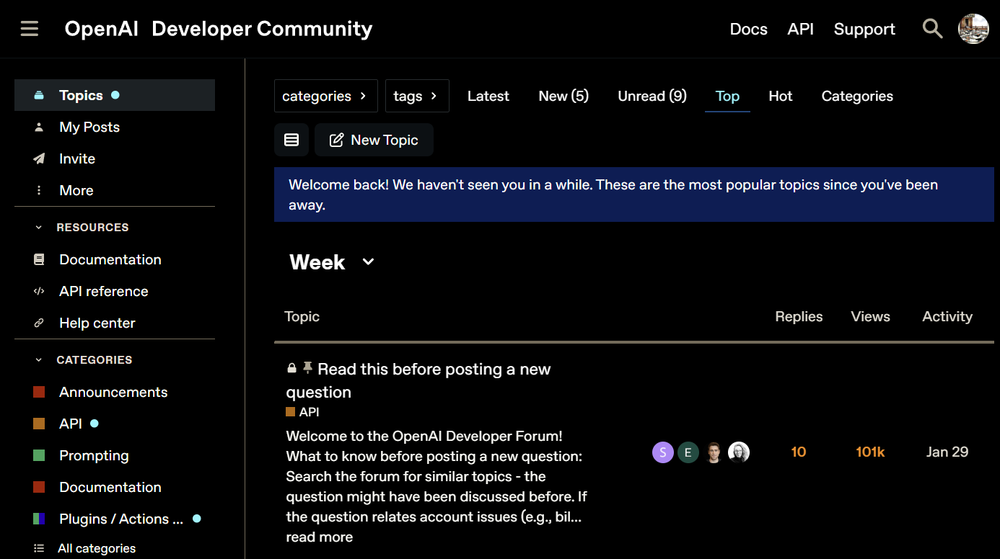 OpenAI Developer Community
Docs API Support
Topics
My Posts
Invite
More
RESOURCES
Documentation
API reference
Help center
CATEGORIES
Announcements
API
Prompting
Documentation
Plugins / Actions ...
All categories
categories
tags
Latest
New (5)
Unread (9)
Top
Hot
Categories
New Topic
Welcome back! We haven't seen you in a while. These are the most popular topics since you've been
away.
Week
Topic Replies Views Activity
Read this before posting a new
question
API
Welcome to the OpenAI Developer Forum!
What to know before posting a new question:
Search the forum for similar topics - the
question might have been discussed before. If
the question relates account issues (e.g., bil...
read more
S E 10 101k Jan 29